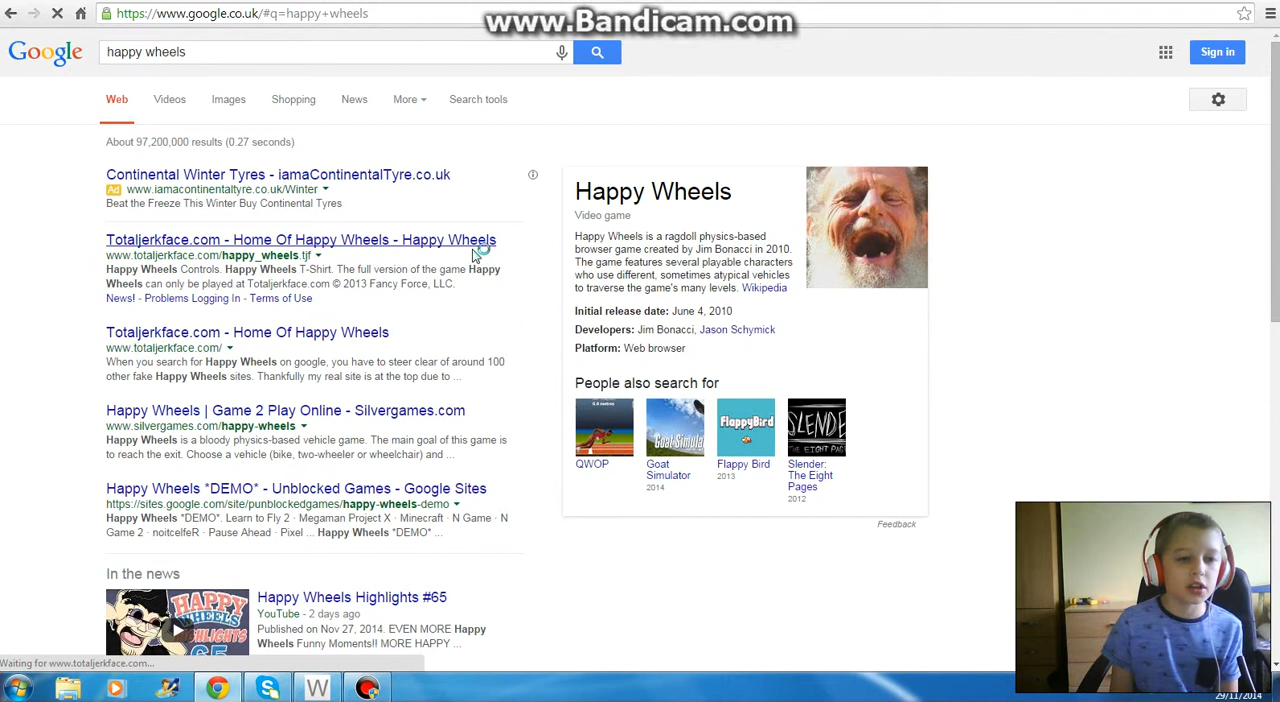 www.Bandicam.com
https://www.google.co.uk/#q=happy+wheels
Google
happy wheels
Sign in
Web Videos Images Shopping News More Search tools
About 97,200,000 results (0.27 seconds)
Continental Winter Tyres - iamaContinentalTyre.co.uk
Ad www.iamacontinentaltyre.co.uk/Winter
Beat the Freeze This Winter Buy Continental Tyres
Totaljerkface.com - Home Of Happy Wheels - Happy Wheels
www.totaljerkface.com/happy_wheels.tjf
Happy Wheels Controls. Happy Wheels T-Shirt. The full version of the game Happy
Wheels can only be played at Totaljerkface.com © 2013 Fancy Force, LLC.
News! - Problems Logging In - Terms of Use
Totaljerkface.com - Home Of Happy Wheels
www.totaljerkface.com/
When you search for Happy Wheels on google, you have to steer clear of around 100
other fake Happy Wheels sites. Thankfully my real site is at the top due to ...
Happy Wheels | Game 2 Play Online - Silvergames.com
www.silvergames.com/happy-wheels
Happy Wheels is a bloody physics-based vehicle game. The main goal of this game is
to reach the exit. Choose a vehicle (bike, two-wheeler or wheelchair) and ...
Happy Wheels *DEMO* - Unblocked Games - Google Sites
https://sites.google.com/site/punblockedgames/happy-wheels-demo
Happy Wheels *DEMO*. Learn to Fly 2 · Megaman Project X · Minecraft · N Game · N
Game 2 · noitcelfeR · Pause Ahead · Pixel ... Happy Wheels *DEMO* ...
In the news
HAPPY
WHEELS
HIGHLIGHTS
65
Happy Wheels Highlights #65
YouTube - 2 days ago
Published on Nov 27, 2014. EVEN MORE Happy
Wheels Funny Moments!! MORE HAPPY ...
Happy Wheels
Video game
Happy Wheels is a ragdoll physics-based
browser game created by Jim Bonacci in 2010.
The game features several playable characters
who use different, sometimes atypical vehicles
to traverse the game's many levels. Wikipedia
Initial release date: June 4, 2010
Developers: Jim Bonacci, Jason Schymick
Platform: Web browser
People also search for
FlappyBird
SLENDE
THE EIGHT PAG
QWOP
Goat
Simulator
2014
Flappy Bird
2013
Slender:
The Eight
Pages
2012
Feedback
Waiting for www.totaljerkface.com...
29/11/2014